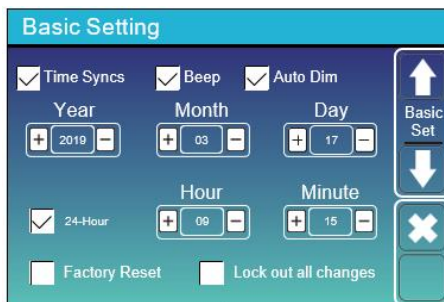 Basic Setting
Time Syncs Beep Auto Dim
Year Month Day
+ 2019 - + 03 - + 17 -
Basic
Set
Hour Minute
24-Hour + 09 - + 15 -
Factory Reset Lock out all changes